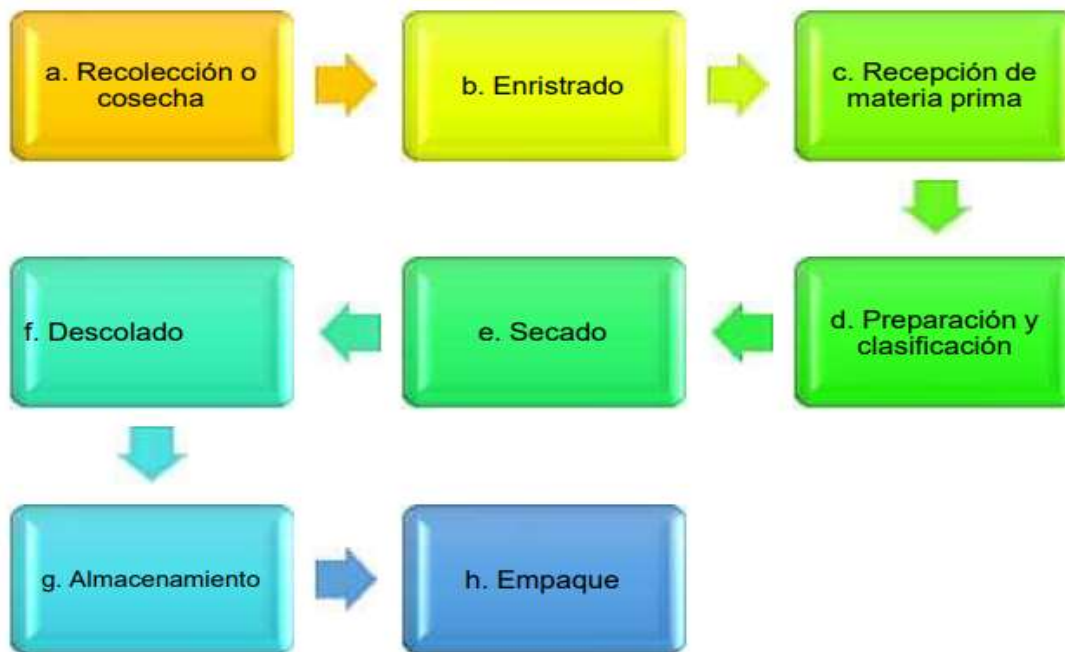 a. Recolección o
cosecha
b. Enristrado
c. Recepción de
materia prima
d. Preparación y
clasificación
e. Secado
f. Descolado
g. Almacenamiento
h. Empaque